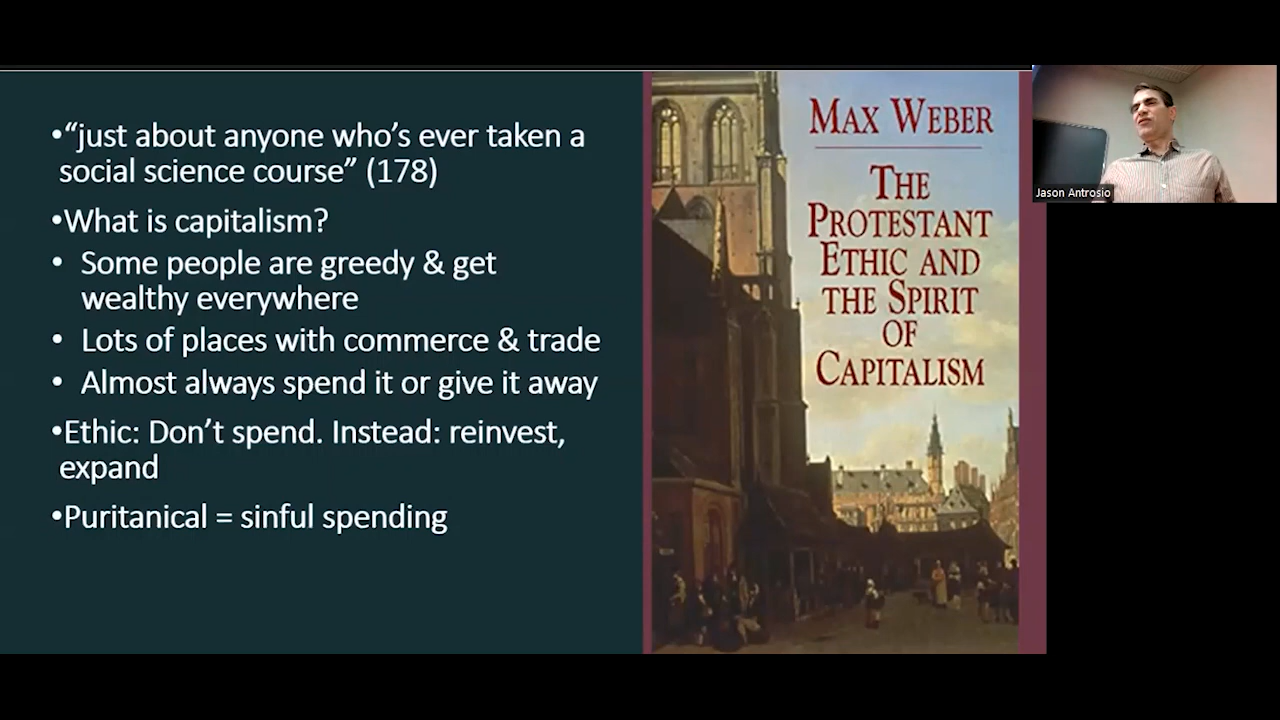 •“just about anyone who’s ever taken a
social science course” (178)
•What is capitalism?
• Some people are greedy & get
wealthy everywhere
• Lots of places with commerce & trade
• Almost always spend it or give it away
•Ethic: Don’t spend. Instead: reinvest,
expand
•Puritanical = sinful spending
MAX WEBER
THE
PROTESTANT
ETHIC AND
THE SPIRIT
OF
CAPITALISM
Jason Antrosio